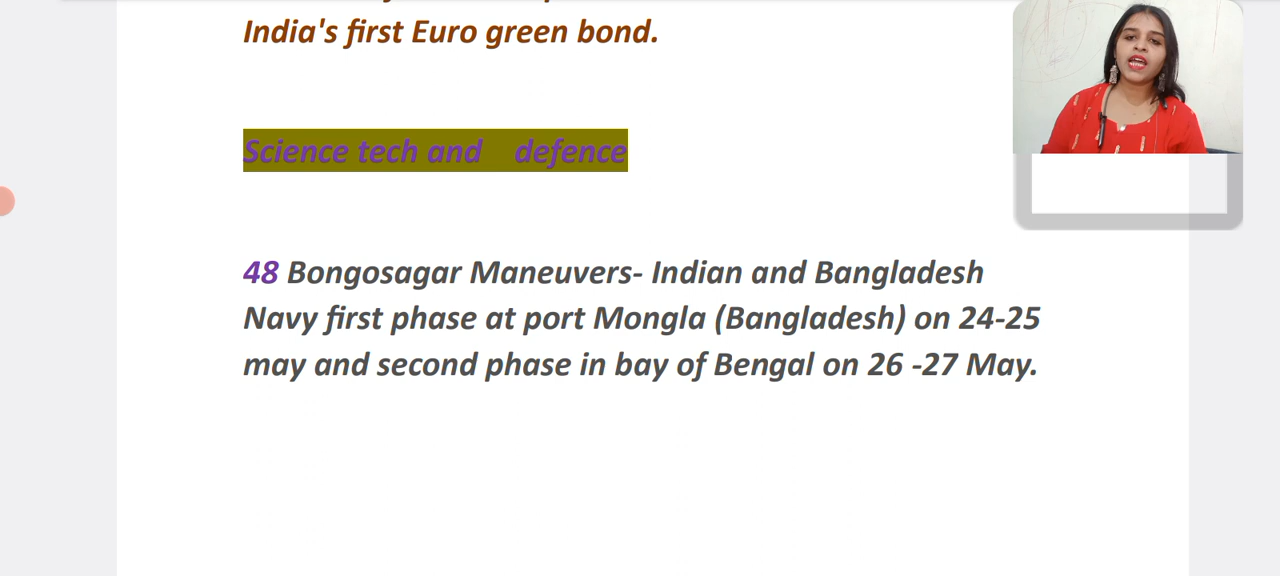 India's first Euro green bond.
Science tech and defence
48 Bongosagar Maneuvers- Indian and Bangladesh
Navy first phase at port Mongla (Bangladesh) on 24-25
may and second phase in bay of Bengal on 26 -27 May.